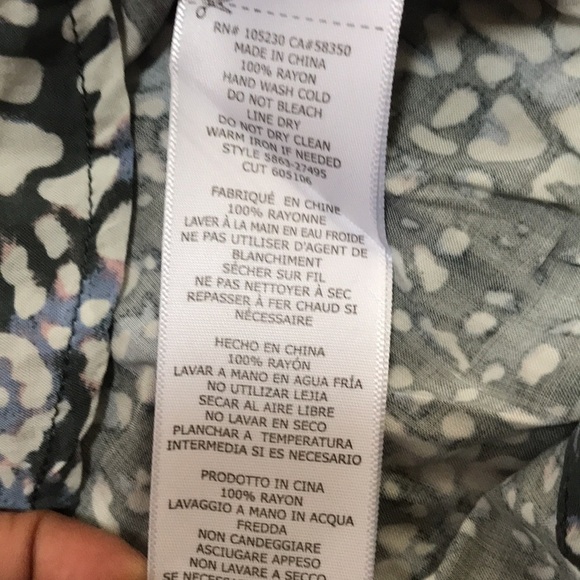 RN# 105230 CA#58350
MADE IN CHINA
100% RAYON
HAND WASH COLD
DO NOT BLEACH
LINE DRY
DO NOT DRY CLEAN
WARM IRON IF NEEDED
STYLE 5863-27495
CUT 605106
FABRIQUÉ EN CHINE
100% RAYONNE
LAVER À LA MAIN EN EAU FROIDE
NE PAS UTILISER D'AGENT DE
BLANCHIMENT
SÉCHER SUR FIL
NE PAS NETTOYER À SEC
REPASSER À FER CHAUD SI
NÉCESSAIRE
HECHO EN CHINA
100% RAYÓN
LAVAR A MANO EN AGUA FRÍA
NO UTILIZAR LEJIA
SECAR AL AIRE LIBRE
NO LAVAR EN SECO
PLANCHAR A TEMPERATURA
INTERMEDIA SI ES NECESARIO
PRODOTTO IN CINA
100% RAYON
LAVAGGIO A MANO IN ACQUA
FREDDA
NON CANDEGGIARE
ASCIUGARE APPESO
NON LAVARE A SECCO